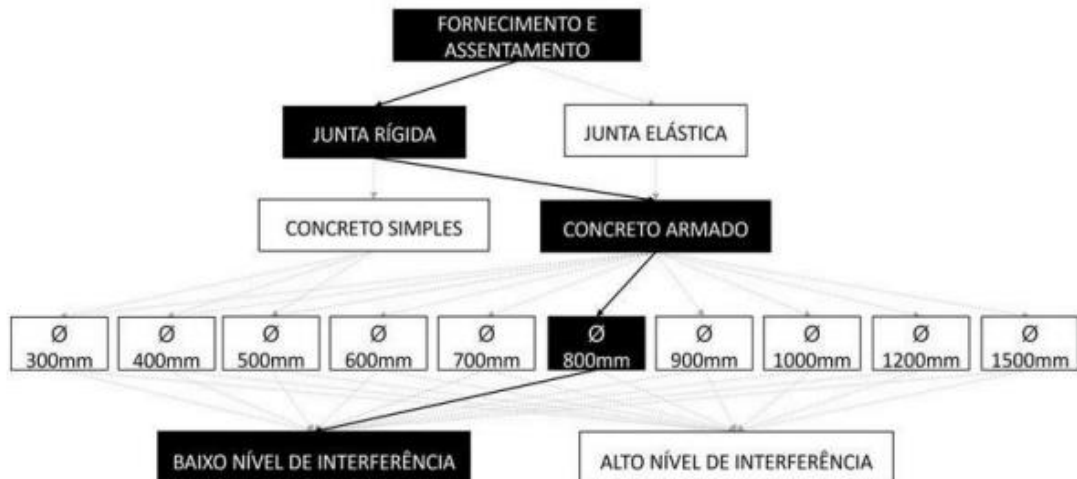 FORNECIMENTO E
ASSENTAMENTO
JUNTA RÍGIDA
JUNTA ELÁSTICA
CONCRETO SIMPLES
CONCRETO ARMADO
Ø
300mm
Ø
400mm
Ø
500mm
Ø
600mm
Ø
700mm
Ø
800mm
Ø
900mm
Ø
1000mm
Ø
1200mm
Ø
1500mm
BAIXO NÍVEL DE INTERFERÊNCIA
ALTO NÍVEL DE INTERFERÊNCIA